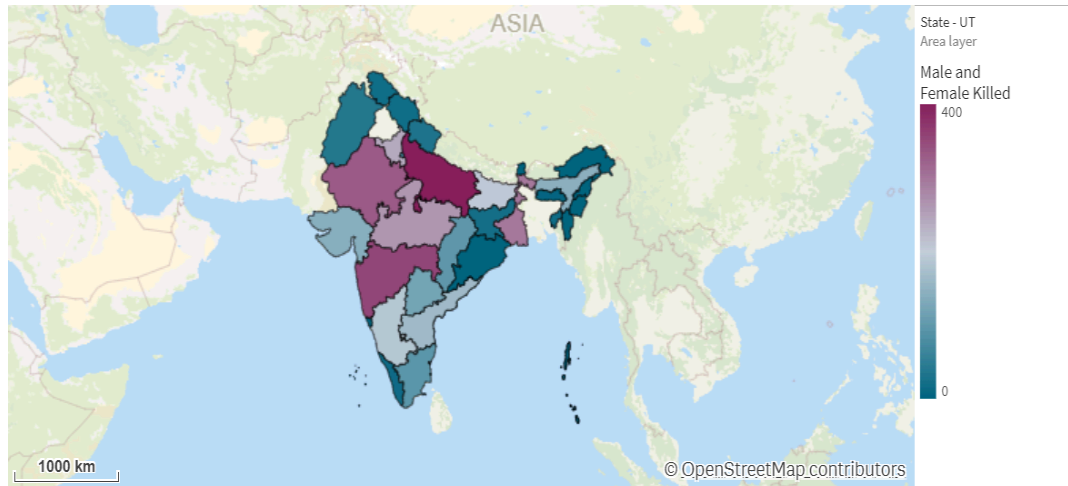 ASIA
State - UT
Area layer
Male and
Female Killed
400
0
1000 km
© OpenStreetMap contributors